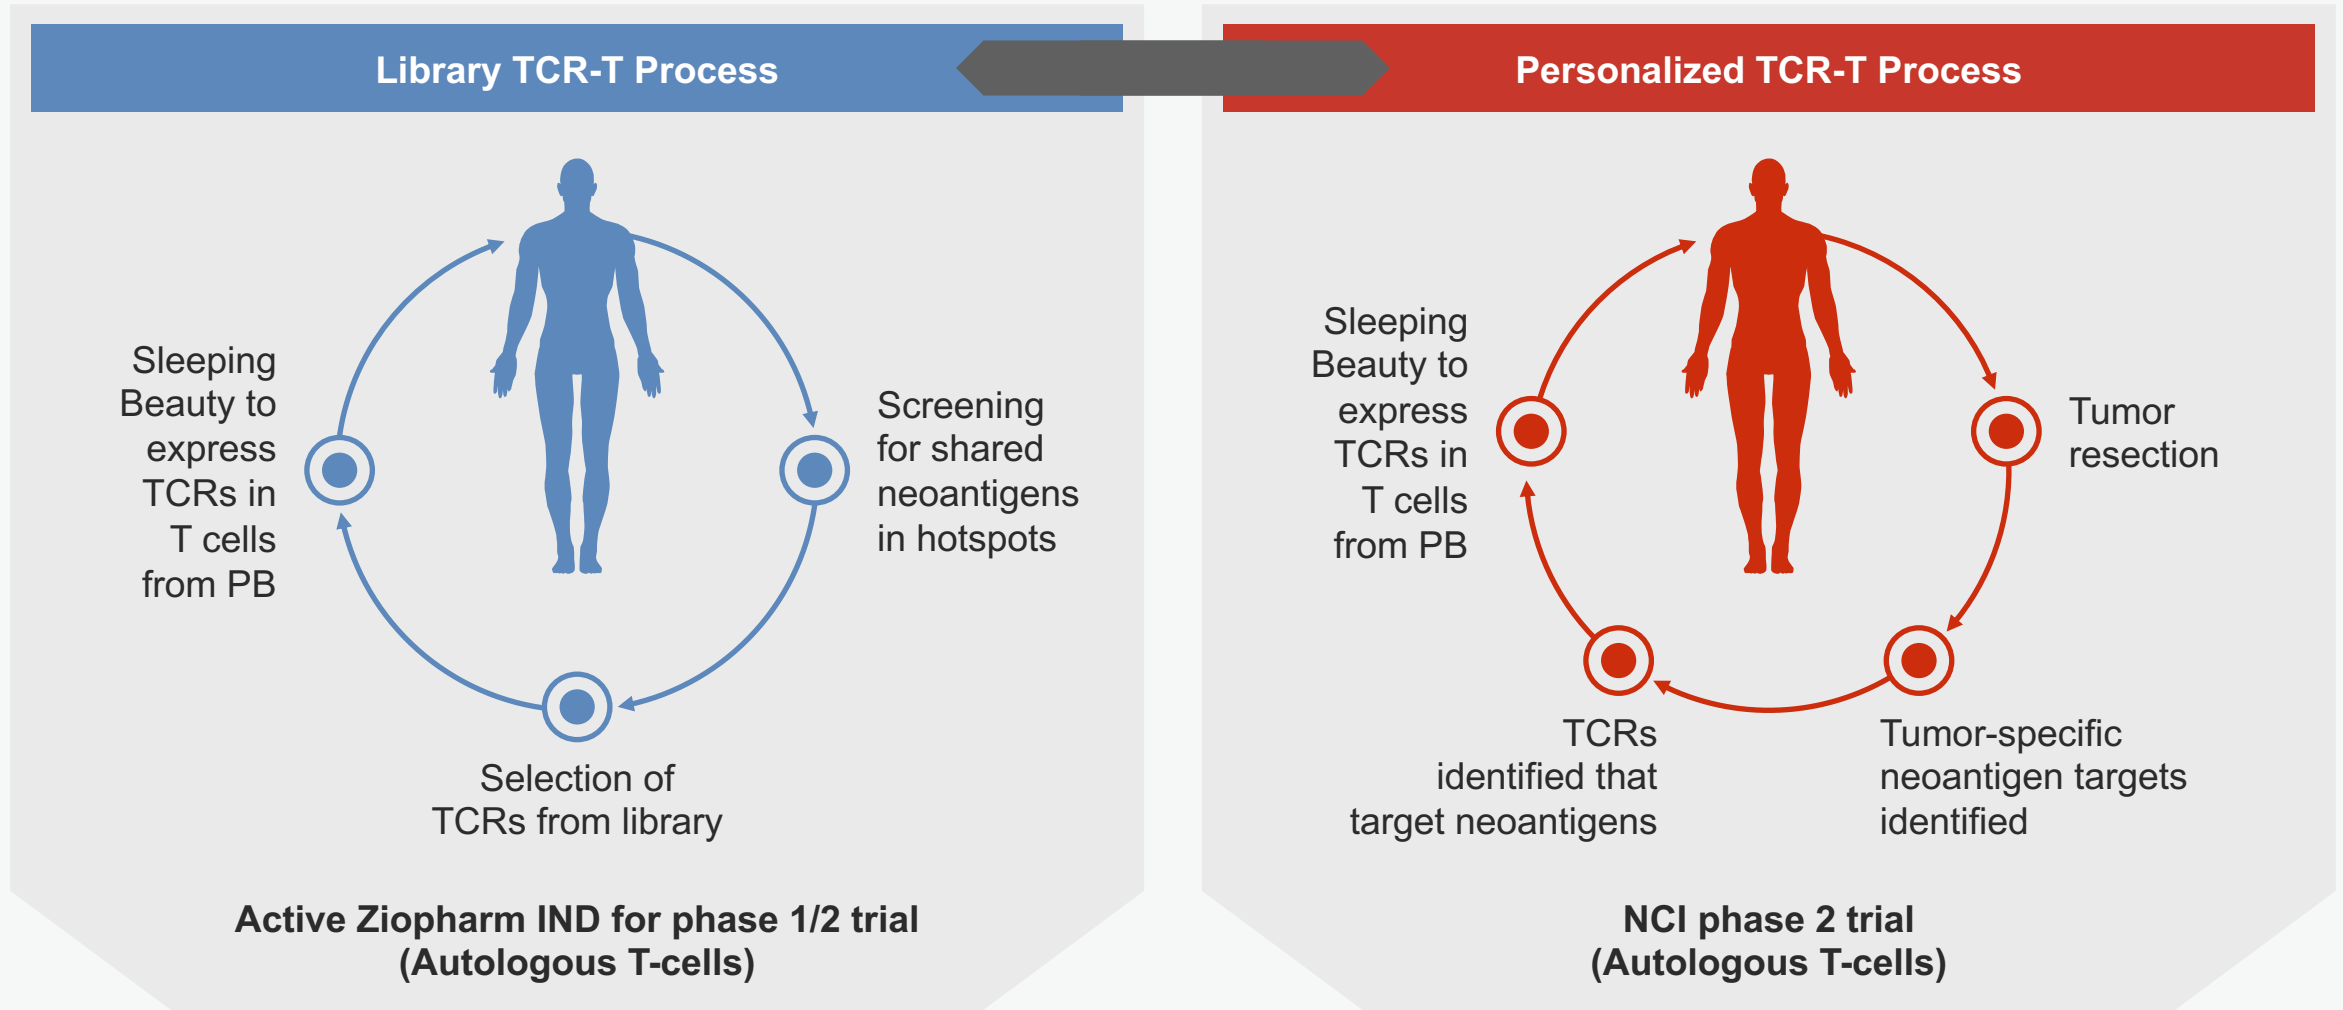 Library TCR-T Process
Sleeping
Beauty to
express
TCRs in
T cells
from PB
Screening
for shared
neoantigens
in hotspots
Selection of
TCRs from library
Active Ziopharm IND for phase 1/2 trial
(Autologous T-cells)
Personalized TCR-T Process
Sleeping
Beauty to
express
TCRs in
T cells
from PB
Tumor
resection
TCRs
identified that
target neoantigens
Tumor-specific
neoantigen targets
identified
NCI phase 2 trial
(Autologous T-cells)